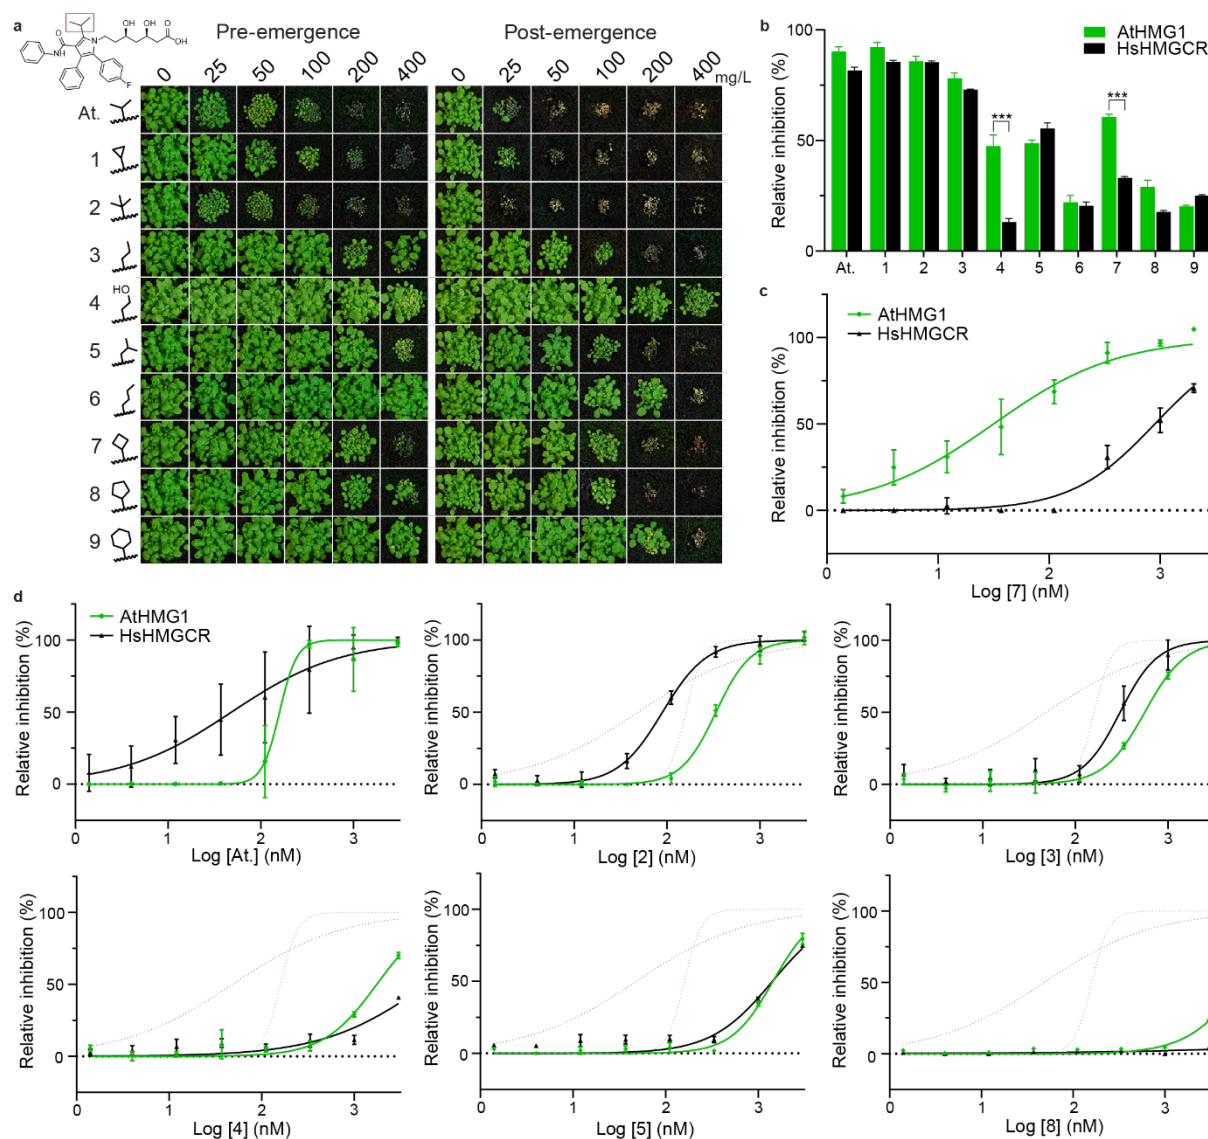 a
OH OH
O
OH
O
N
NH
F
Pre-emergence
Post-emergence
0 25 50 100 200 400
0 25 50 100 200 400 mg/L
At.
1
2
3
4
HO
5
6
7
8
9
b
AtHMG1
HsHMGCR
Relative inhibition (%)
100
50
0
***
***
At. 1 2 3 4 5 6 7 8 9
c
AtHMG1
HsHMGCR
Relative inhibition (%)
100
50
0
0 1 2 3
Log [7] (nM)
d
AtHMG1
HsHMGCR
Relative inhibition (%)
100
50
0
0 1 2 3
Log [At.] (nM)
Relative inhibition (%)
100
50
0
0 1 2 3
Log [2] (nM)
Relative inhibition (%)
100
50
0
0 1 2 3
Log [3] (nM)
Relative inhibition (%)
100
50
0
0 1 2 3
Log [4] (nM)
Relative inhibition (%)
100
50
0
0 1 2 3
Log [5] (nM)
Relative inhibition (%)
100
50
0
0 1 2 3
Log [8] (nM)